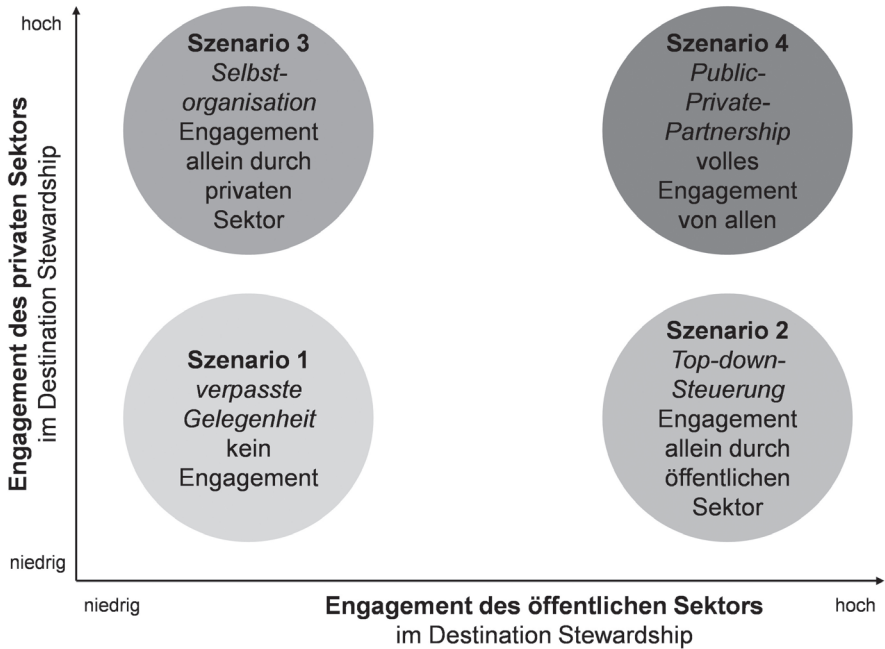 hoch
Engagement des privaten Sektors
im Destination Stewardship
niedrig
Szenario 3
Selbst-
organisation
Engagement
allein durch
privaten
Sektor
Szenario 4
Public-
Private-
Partnership
volles
Engagement
von allen
Szenario 1
verpasste
Gelegenheit
kein
Engagement
Szenario 2
Top-down-
Steuerung
Engagement
allein durch
öffentlichen
Sektor
niedrig
Engagement des öffentlichen Sektors
im Destination Stewardship
hoch